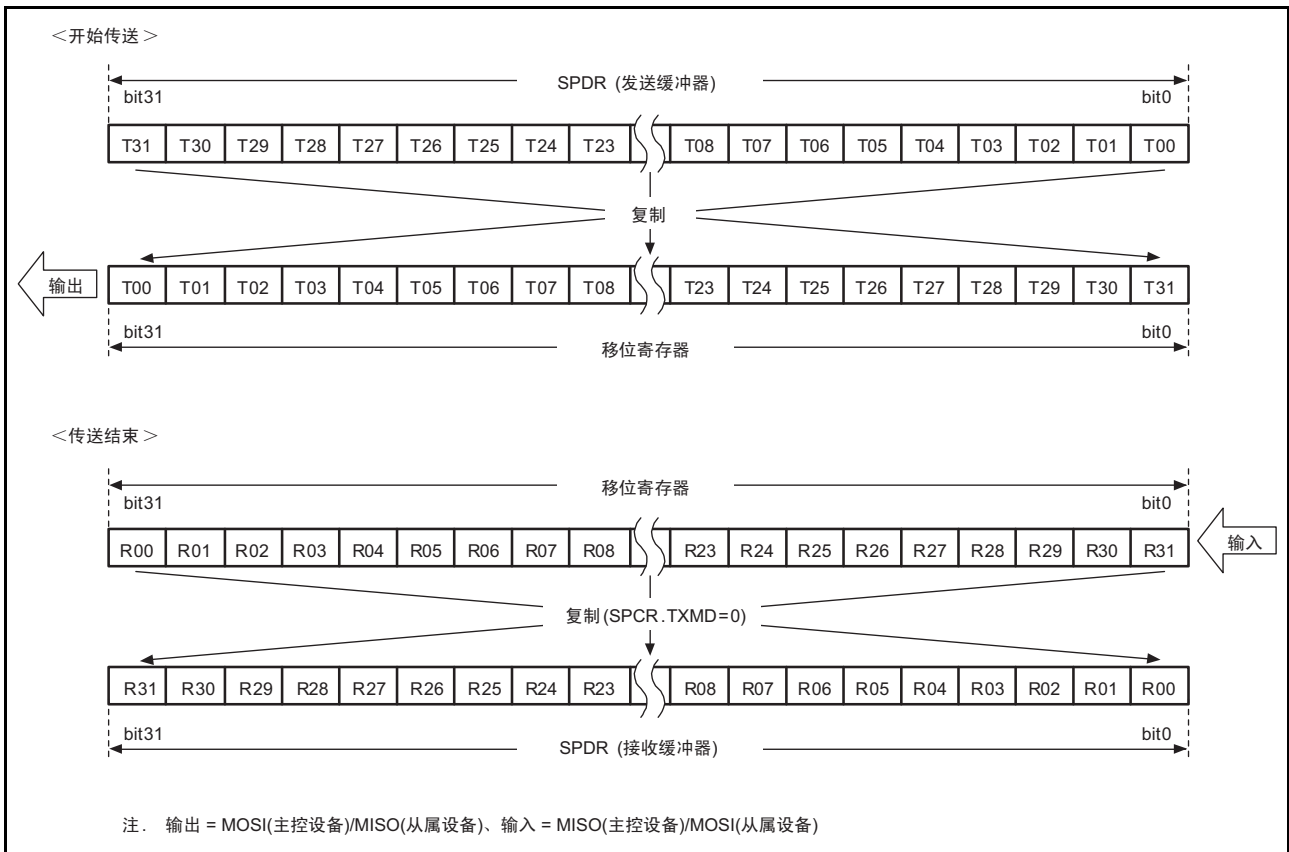 ＜开始传送＞
SPDR (发送缓冲器)
bit31 bit0
T31 T30 T29 T28 T27 T26 T25 T24 T23 T08 T07 T06 T05 T04 T03 T02 T01 T00
复制
输出 T00 T01 T02 T03 T04 T05 T06 T07 T08 T23 T24 T25 T26 T27 T28 T29 T30 T31
bit31 bit0
移位寄存器
＜传送结束＞
移位寄存器
bit31 bit0
R00 R01 R02 R03 R04 R05 R06 R07 R08 R23 R24 R25 R26 R27 R28 R29 R30 R31 输入
复制(SPCR.TXMD=0)
R31 R30 R29 R28 R27 R26 R25 R24 R23 R08 R07 R06 R05 R04 R03 R02 R01 R00
bit31 bit0
SPDR (接收缓冲器)
注. 输出 = MOSI(主控设备)/MISO(从属设备)、输入 = MISO(主控设备)/MOSI(从属设备)